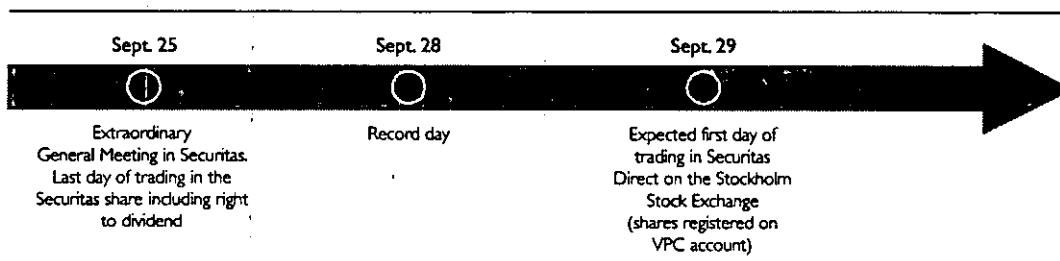 Sept. 25
Sept. 28
Sept. 29
Extraordinary
General Meeting in Securitas.
Last day of trading in the
Securitas share including right
to dividend
Record day
Expected first day of
trading in Securitas
Direct on the Stockholm
Stock Exchange
(shares registered on
VPC account)